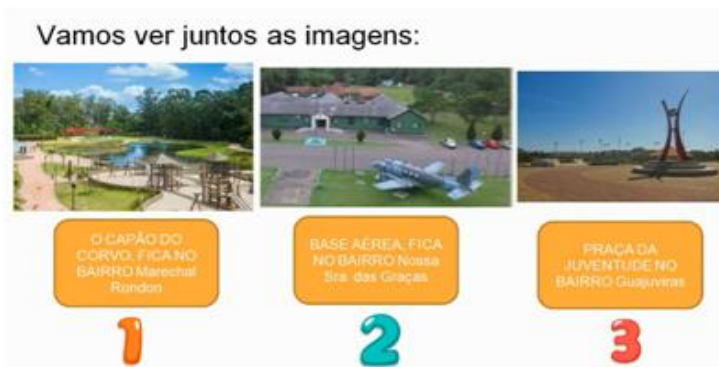 Vamos ver juntos as imagens:
O CAPÃO DO
CORVO, FICA NO
BAIRRO Marechal
Rondon
BASE AÉREA, FICA
NO BAIRRO Nossa
Sra. das Graças
PRAÇA DA
JUVENTUDE NO
BAIRRO Guajuviras
1
2
3